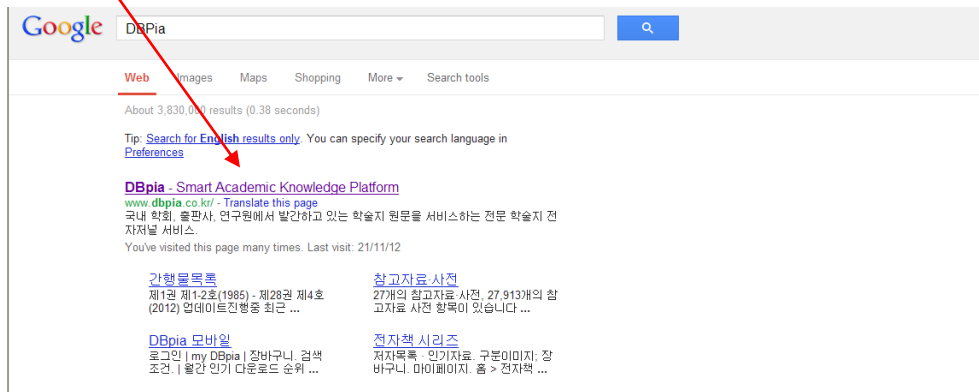 Google DBPia
Web Images Maps Shopping More Search tools
About 3,830,000 results (0.38 seconds)
Tip: Search for English results only. You can specify your search language in
Preferences
DBpia - Smart Academic Knowledge Platform
www.dbpia.co.kr/ - Translate this page
국내 학회, 출판사, 연구원에서 발간하고 있는 학술지 원문을 서비스하는 전문 학술지 전
자저널 서비스.
You've visited this page many times. Last visit: 21/11/12
간행물목록
제1권 제1-2호(1985) - 제28권 제4호
(2012) 업데이트진행중 최근 ...
참고자료·사전
27개의 참고자료·사전, 27,913개의 참
고자료 사전 항목이 있습니다 ...
DBpia 모바일
로그인 | my DBpia | 장바구니. 검색
조건. | 월간 인기 다운로드 순위 ...
전자책 시리즈
저자목록 · 인기자료. 구분이미지; 장
바구니. 마이페이지. 홈 > 전자책 ...